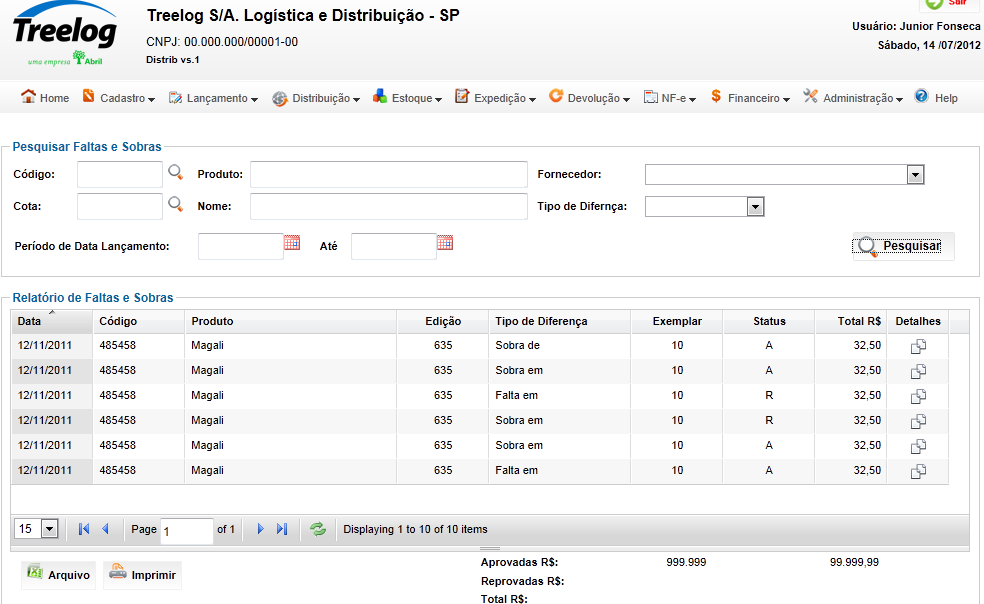 Sair
Treelog
uma empresa Abril
Treelog S/A. Logística e Distribuição - SP
CNPJ: 00.000.000/00001-00
Distrib vs.1
Usuário: Junior Fonseca
Sábado, 14 /07/2012
Home Cadastro Lançamento Distribuição Estoque Expedição Devolução NF-e Financeiro Administração Help
Pesquisar Faltas e Sobras
Código: Produto: Fornecedor:
Cota: Nome: Tipo de Difernça:
Período de Data Lançamento: Até Pesquisar
Relatório de Faltas e Sobras
Data Código Produto Edição Tipo de Diferença Exemplar Status Total R$ Detalhes
12/11/2011 485458 Magali 635 Sobra de 10 A 32,50
12/11/2011 485458 Magali 635 Sobra em 10 A 32,50
12/11/2011 485458 Magali 635 Falta em 10 R 32,50
12/11/2011 485458 Magali 635 Sobra em 10 R 32,50
12/11/2011 485458 Magali 635 Sobra em 10 A 32,50
12/11/2011 485458 Magali 635 Falta em 10 A 32,50
15 Page 1 of 1 Displaying 1 to 10 of 10 items
Arquivo Imprimir
Aprovadas R$: 999.999 99.999,99
Reprovadas R$:
Total R$: